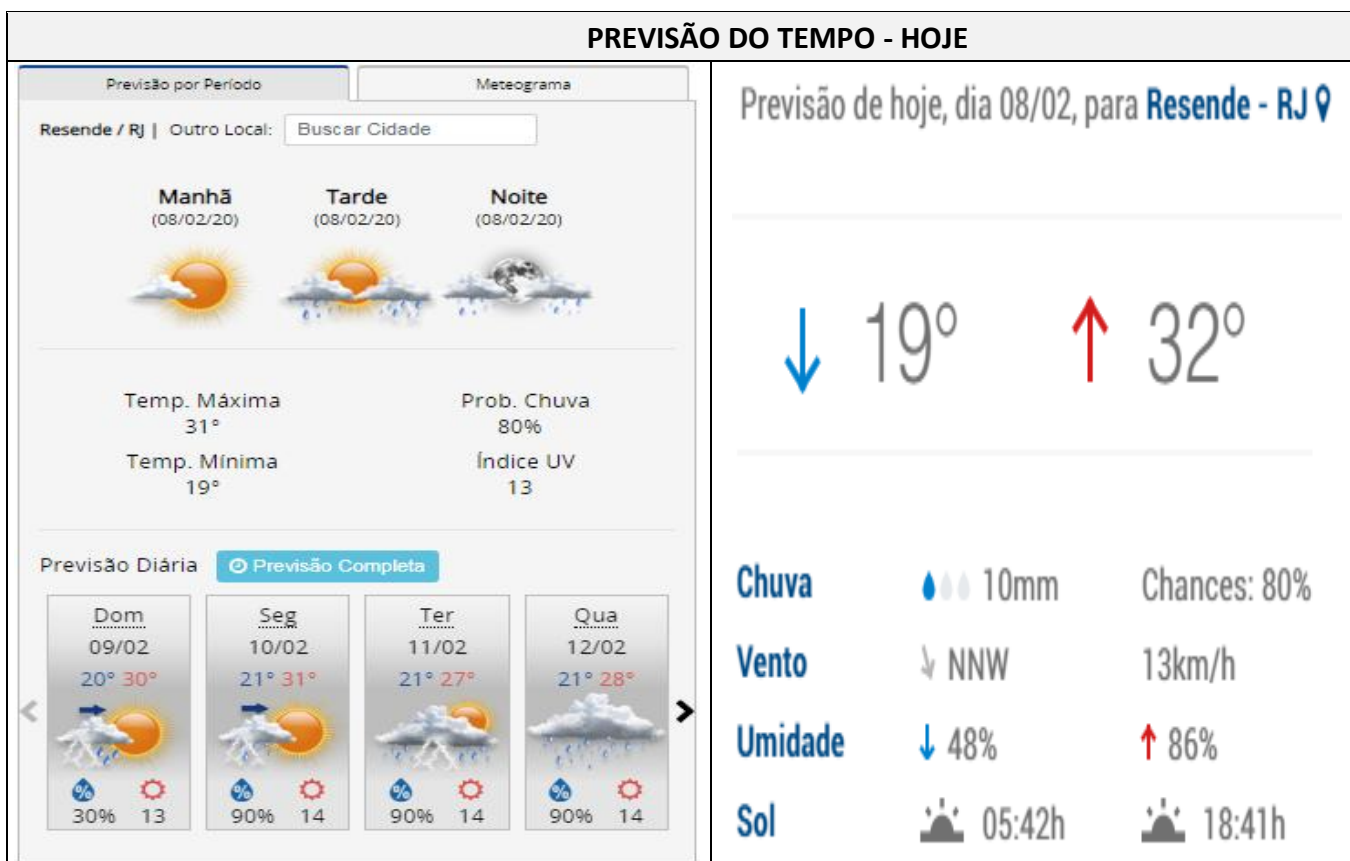 PREVISÃO DO TEMPO - HOJE
Previsão por Período
Meteograma
Resende / RJ | Outro Local: Buscar Cidade
Manhã Tarde Noite
(08/02/20) (08/02/20) (08/02/20)
Temp. Máxima Prob. Chuva
31° 80%
Temp. Mínima Índice UV
19° 13
Previsão Diária Previsão Completa
Dom Seg Ter Qua
09/02 10/02 11/02 12/02
20° 30° 21° 31° 21° 27° 21° 28°
% % % %
30% 13 90% 14 90% 14 90% 14
Previsão de hoje, dia 08/02, para Resende - RJ
↓ 19° ↑ 32°
Chuva 10mm Chances: 80%
Vento NNW 13km/h
Umidade ↓ 48% ↑ 86%
Sol 05:42h 18:41h